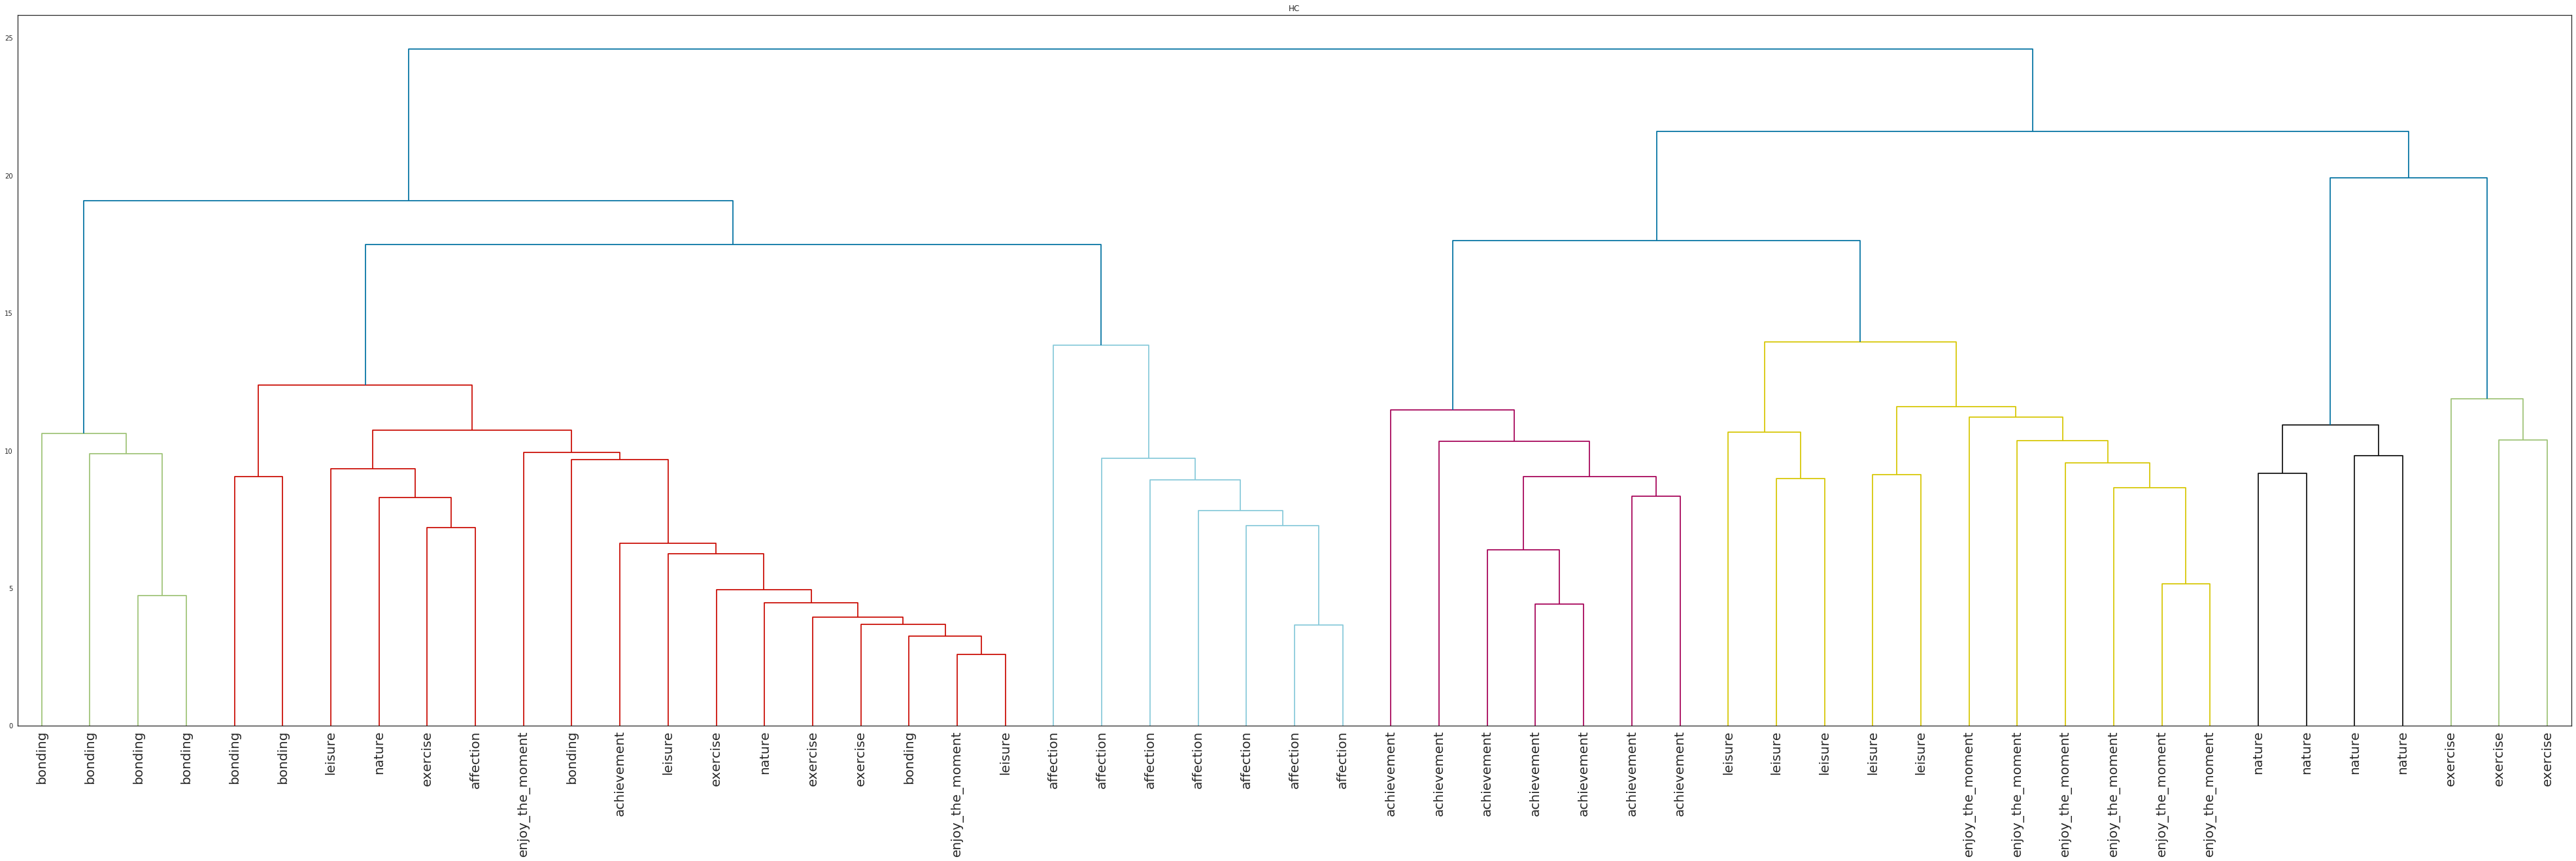 HC
25
20
15
10
5
0
bonding
bonding
bonding
bonding
bonding
bonding
leisure
nature
exercise
affection
enjoy_the_moment
bonding
achievement
leisure
exercise
nature
exercise
exercise
bonding
enjoy_the_moment
leisure
affection
affection
affection
affection
affection
affection
affection
achievement
achievement
achievement
achievement
achievement
achievement
achievement
leisure
leisure
leisure
leisure
leisure
enjoy_the_moment
enjoy_the_moment
enjoy_the_moment
enjoy_the_moment
enjoy_the_moment
enjoy_the_moment
nature
nature
nature
nature
exercise
exercise
exercise